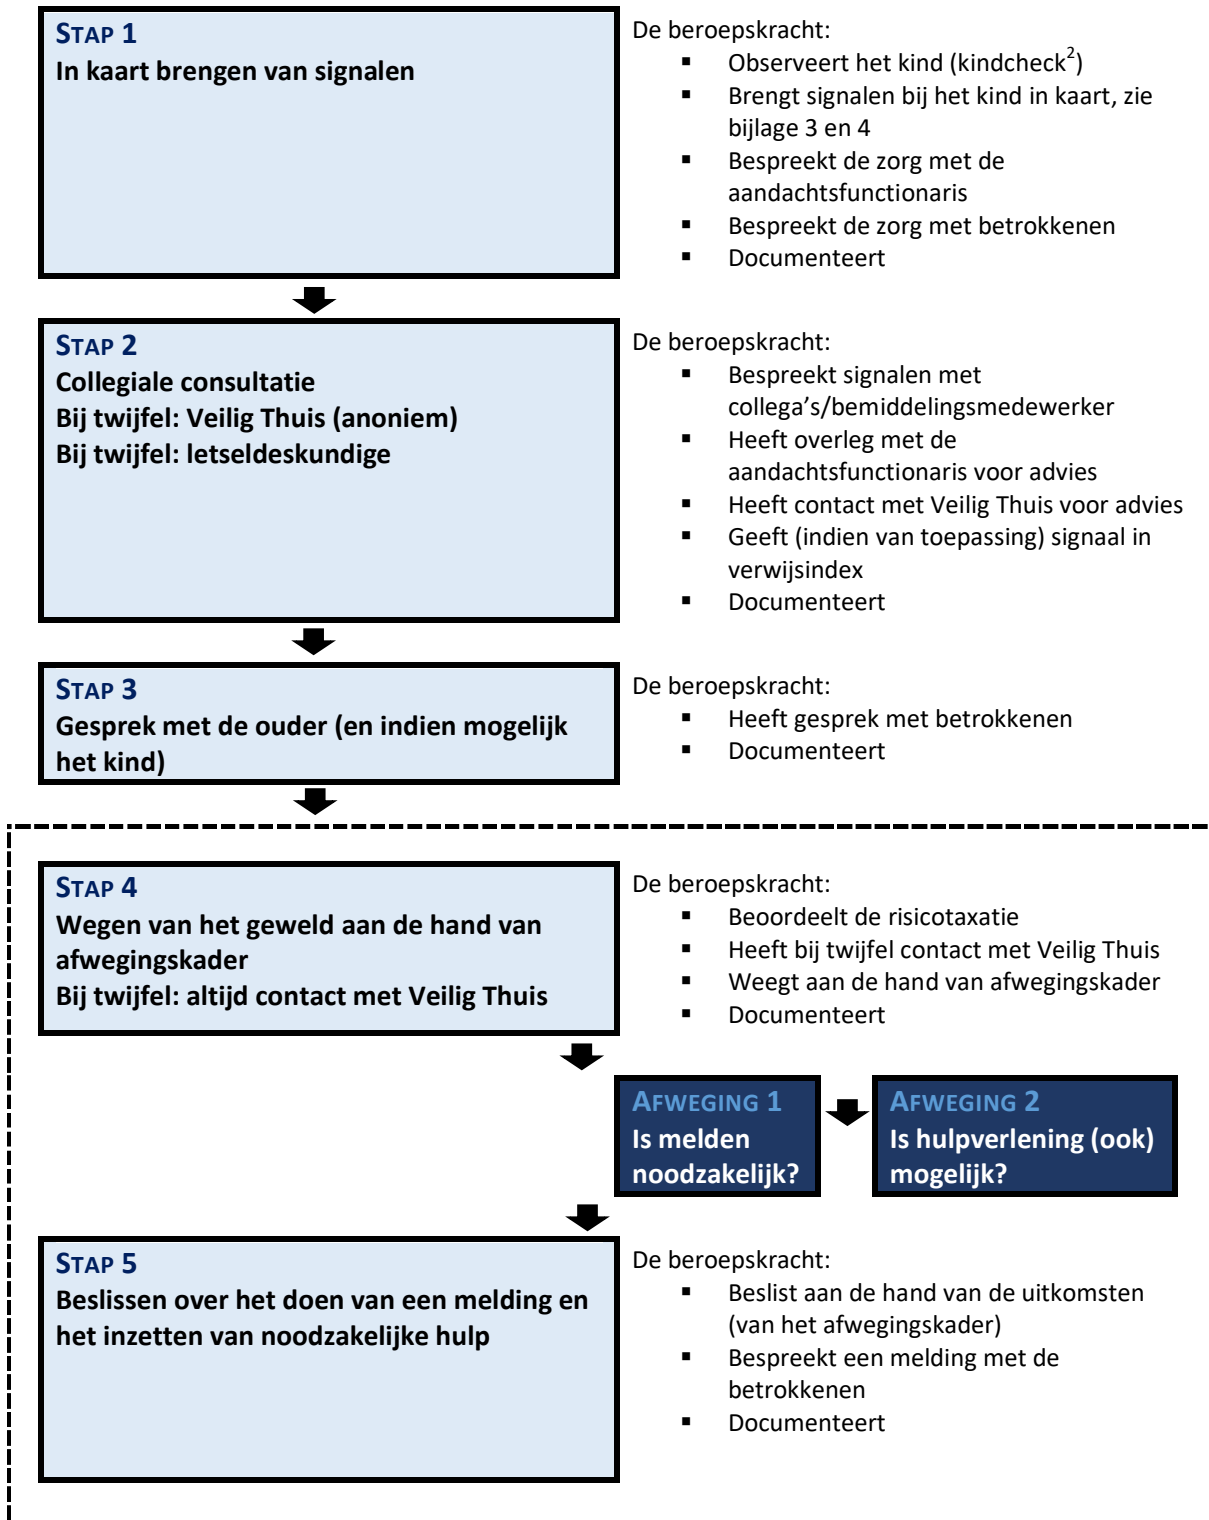 STAP 1
In kaart brengen van signalen
De beroepskracht:
▪ Observeert het kind (kindcheck²)
▪ Brengt signalen bij het kind in kaart, zie
bijlage 3 en 4
▪ Bespreekt de zorg met de
aandachtsfunctionaris
▪ Bespreekt de zorg met betrokkenen
▪ Documenteert
STAP 2
Collegiale consultatie
Bij twijfel: Veilig Thuis (anoniem)
Bij twijfel: letseldeskundige
De beroepskracht:
▪ Bespreekt signalen met
collega’s/bemiddelingsmedewerker
▪ Heeft overleg met de
aandachtsfunctionaris voor advies
▪ Heeft contact met Veilig Thuis voor advies
▪ Geeft (indien van toepassing) signaal in
verwijsindex
▪ Documenteert
STAP 3
Gesprek met de ouder (en indien mogelijk
het kind)
De beroepskracht:
▪ Heeft gesprek met betrokkenen
▪ Documenteert
STAP 4
Wegen van het geweld aan de hand van
afwegingskader
Bij twijfel: altijd contact met Veilig Thuis
De beroepskracht:
▪ Beoordeelt de risicotaxatie
▪ Heeft bij twijfel contact met Veilig Thuis
▪ Weegt aan de hand van afwegingskader
▪ Documenteert
AFWEGING 1
Is melden
noodzakelijk?
AFWEGING 2
Is hulpverlening (ook)
mogelijk?
STAP 5
Beslissen over het doen van een melding en
het inzetten van noodzakelijke hulp
De beroepskracht:
▪ Beslist aan de hand van de uitkomsten
(van het afwegingskader)
▪ Bespreekt een melding met de
betrokkenen
▪ Documenteert